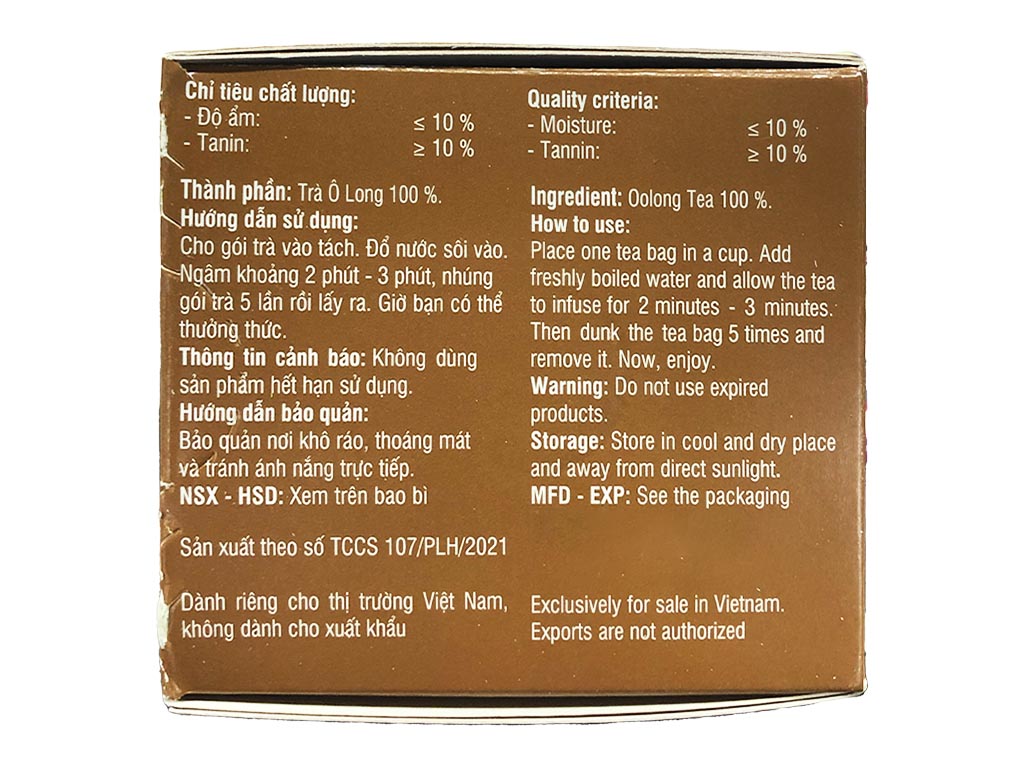 Chỉ tiêu chất lượng:
- Độ ẩm: ≤ 10 %
- Tanin: ≥ 10 %
Thành phần: Trà Ô Long 100 %.
Hướng dẫn sử dụng:
Cho gói trà vào tách. Đổ nước sôi vào.
Ngâm khoảng 2 phút - 3 phút, nhúng
gói trà 5 lần rồi lấy ra. Giờ bạn có thể
thưởng thức.
Thông tin cảnh báo: Không dùng
sản phẩm hết hạn sử dụng.
Hướng dẫn bảo quản:
Bảo quản nơi khô ráo, thoáng mát
và tránh ánh nắng trực tiếp.
NSX - HSD: Xem trên bao bì
Sản xuất theo số TCCS 107/PLH/2021
Dành riêng cho thị trường Việt Nam,
không dành cho xuất khẩu
Quality criteria:
- Moisture: ≤ 10 %
- Tannin: ≥ 10 %
Ingredient: Oolong Tea 100 %.
How to use:
Place one tea bag in a cup. Add
freshly boiled water and allow the tea
to infuse for 2 minutes - 3 minutes.
Then dunk the tea bag 5 times and
remove it. Now, enjoy.
Warning: Do not use expired
products.
Storage: Store in cool and dry place
and away from direct sunlight.
MFD - EXP: See the packaging
Exclusively for sale in Vietnam.
Exports are not authorized